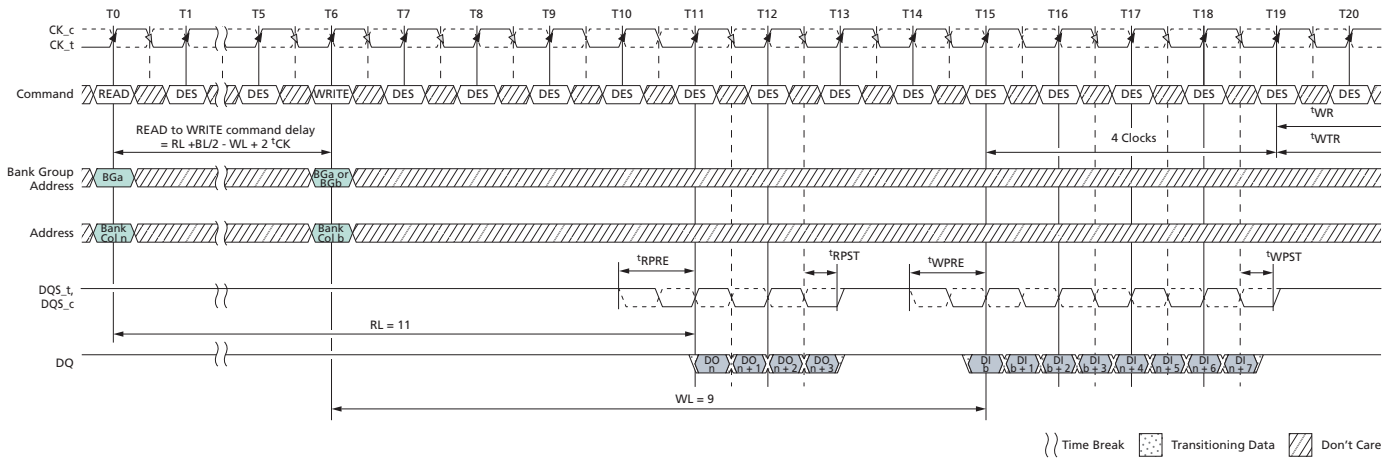 T0 T1 T5 T6 T7 T8 T9 T10 T11 T12 T13 T14 T15 T16 T17 T18 T19 T20
CK_c
CK_t
Command READ DES DES WRITE DES DES DES DES DES DES DES DES DES DES DES DES DES DES
tWR
READ to WRITE command delay
= RL +BL/2 - WL + 2 tCK
4 Clocks
tWTR
Bank Group
Address
BGa
BGa or
BGb
Address
Bank
Col n
Bank
Col b
tRPRE tRPST tWPRE tWPST
DQS_t,
DQS_c
RL = 11
DQ
DO
n
DO
n + 1
DO
n + 2
DO
n + 3
DI
b
DI
b + 1
DI
b + 2
DI
b + 3
DI
n + 4
DI
n + 5
DI
n + 6
DI
n + 7
WL = 9
Time Break Transitioning Data Don't Care